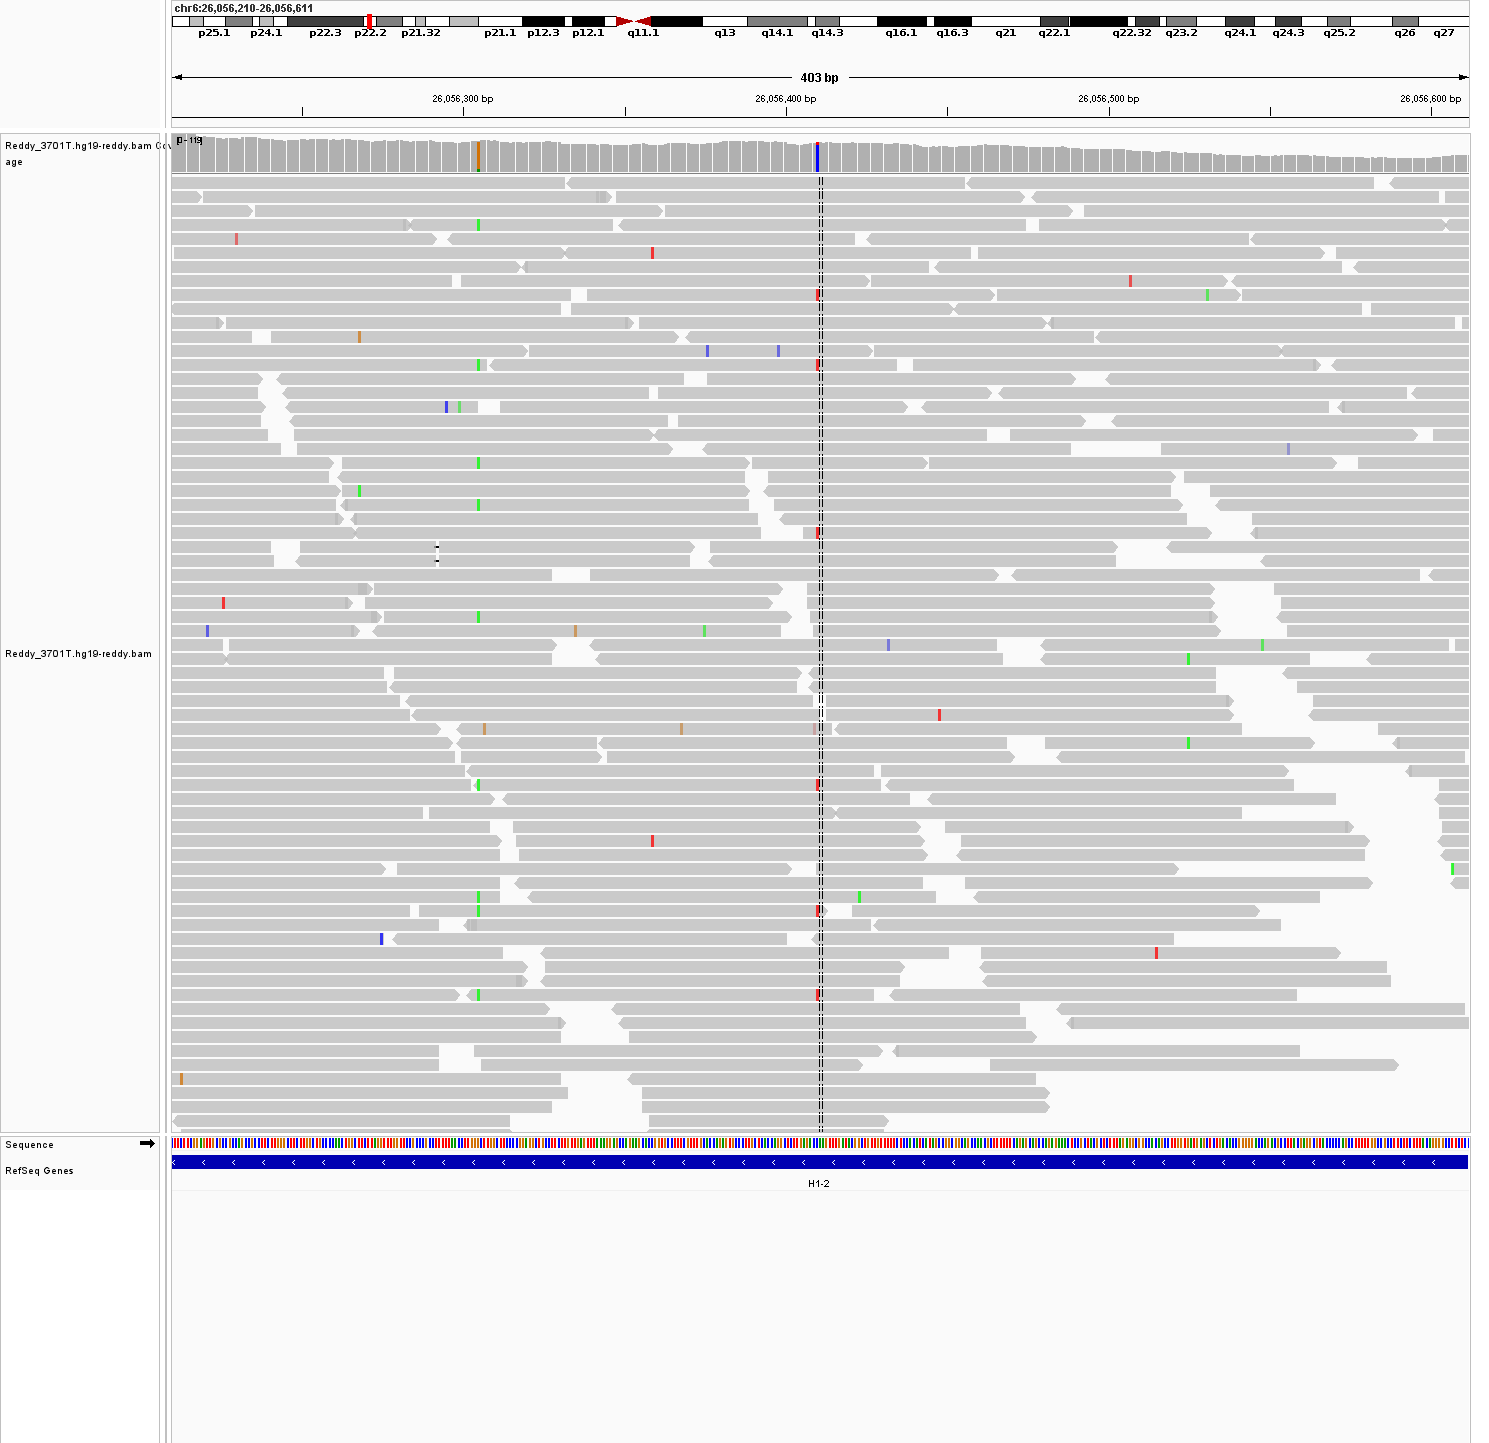 chr6:26,056,210-26,056,611
p25.1 p24.1 p22.3 p22.2 p21.32 p21.1 p12.3 p12.1 q11.1 q13 q14.1 q14.3 q16.1 q16.3 q21 q22.1 q22.32 q23.2 q24.1 q24.3 q25.2 q26 q27
403 bp
26,056,300 bp 26,056,400 bp 26,056,500 bp 26,056,600 bp
[0 - 119]
Reddy_3701T.hg19-reddy.bam Cov
age
Reddy_3701T.hg19-reddy.bam
Sequence
RefSeq Genes
H1-2